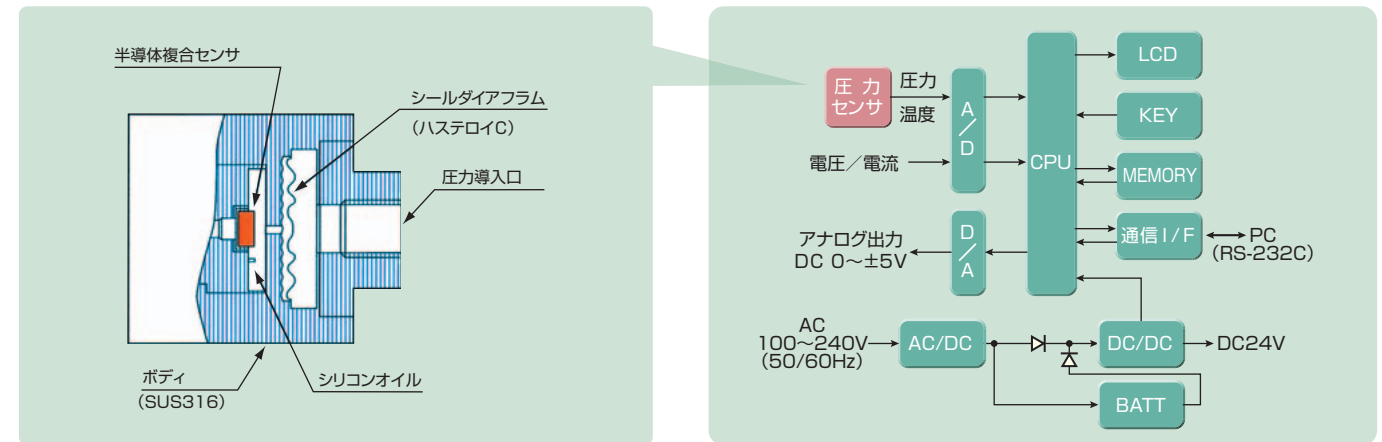 半導体複合センサ
シールダイアフラム
(ハステロイC)
圧力導入口
ボディ
(SUS316)
シリコンオイル
圧 力
センサ
圧力
温度
電圧／電流
A／D
CPU
LCD
KEY
MEMORY
通信I/F
PC
(RS-232C)
アナログ出力
DC 0～±5V
D／A
AC
100～240V
(50/60Hz)
AC/DC
DC/DC
DC24V
BATT